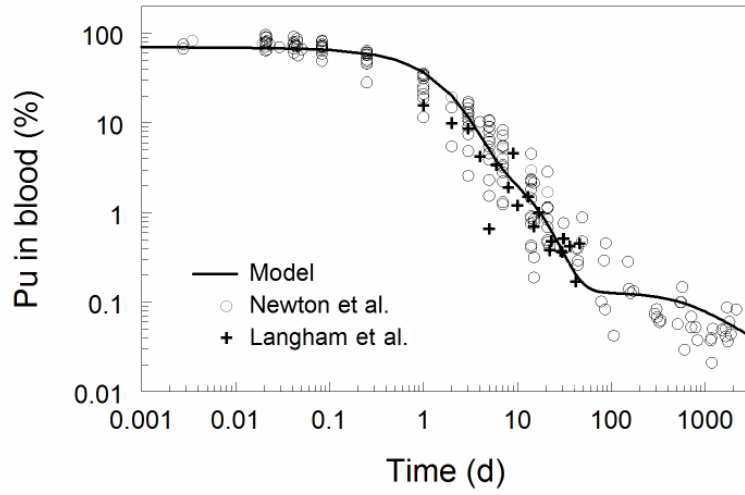 Pu in blood (%)
100
10
1
0.1
0.01
Model
Newton et al.
Langham et al.
0.001
0.01
0.1
1
10
100
1000
Time (d)